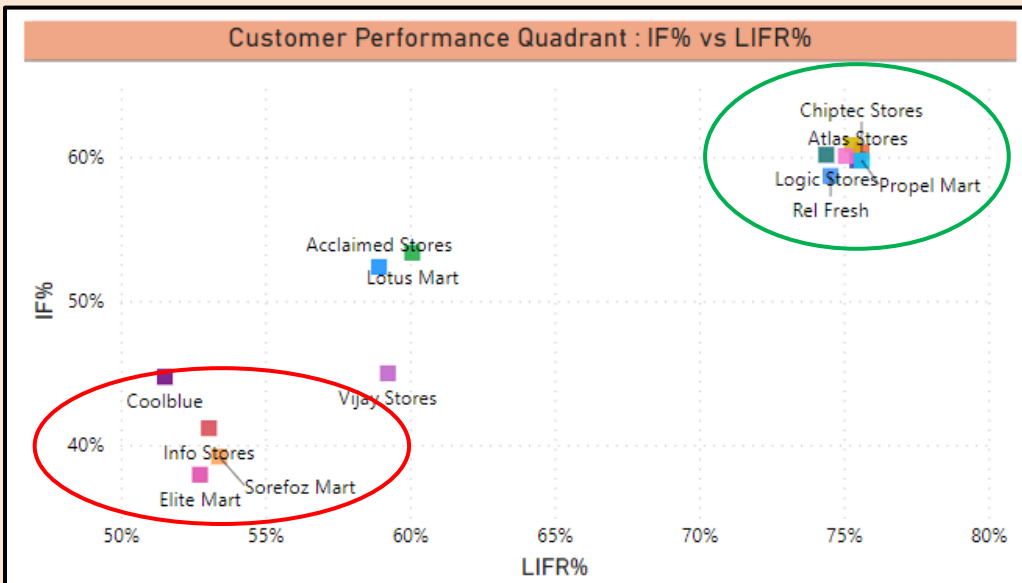 Customer Performance Quadrant : IF% vs LIFR%
Chiptec Stores
60%
Atlas Stores
Logic Stores
Propel Mart
Rel Fresh
Acclaimed Stores
Lotus Mart
IF%
50%
Coolblue
Vijay Stores
40%
Info Stores
Sorefoz Mart
Elite Mart
50%
55%
60%
65%
70%
75%
80%
LIFR%